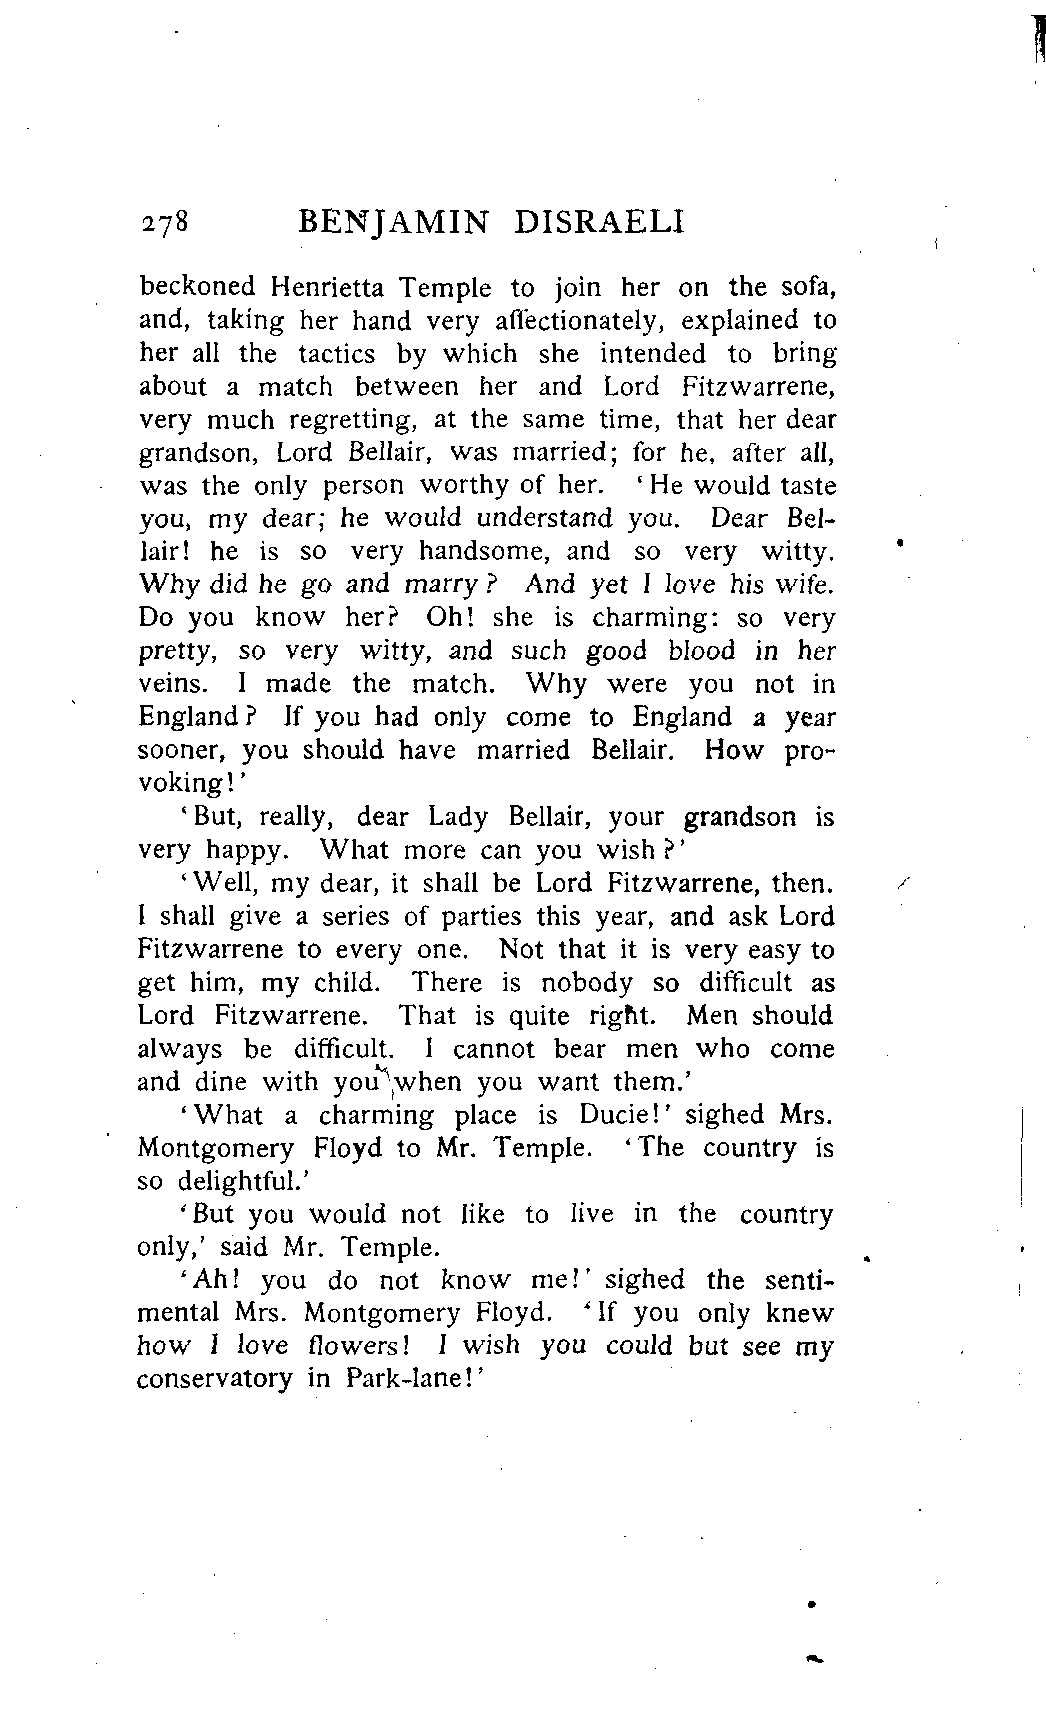 278 BENJAMIN DISRAELI
beckoned Henrietta Temple to join her on the sofa,
and, taking her hand very affectionately, explained to
her all the tactics by which she intended to bring
about a match between her and Lord Fitzwarrene,
very much regretting, at the same time, that her dear
grandson, Lord Bellair, was married; for he, after all,
was the only person worthy of her. ‘He would taste
you, my dear; he would understand you. Dear Bel-
lair! he is so very handsome, and so very witty.
Why did he go and marry? And yet I love his wife.
Do you know her? Oh! she is charming: so very
pretty, so very witty, and such good blood in her
veins. I made the match. Why were you not in
England? If you had only come to England a year
sooner, you should have married Bellair. How pro-
voking!’
‘But, really, dear Lady Bellair, your grandson is
very happy. What more can you wish?’
‘Well, my dear, it shall be Lord Fitzwarrene, then.
I shall give a series of parties this year, and ask Lord
Fitzwarrene to every one. Not that it is very easy to
get him, my child. There is nobody so difficult as
Lord Fitzwarrene. That is quite right. Men should
always be difficult. I cannot bear men who come
and dine with you when you want them.’
‘What a charming place is Ducie!’ sighed Mrs.
Montgomery Floyd to Mr. Temple. ‘The country is
so delightful.’
‘But you would not like to live in the country
only,’ said Mr. Temple.
‘Ah! you do not know me!’ sighed the senti-
mental Mrs. Montgomery Floyd. ‘If you only knew
how I love flowers! I wish you could but see my
conservatory in Park-lane!’